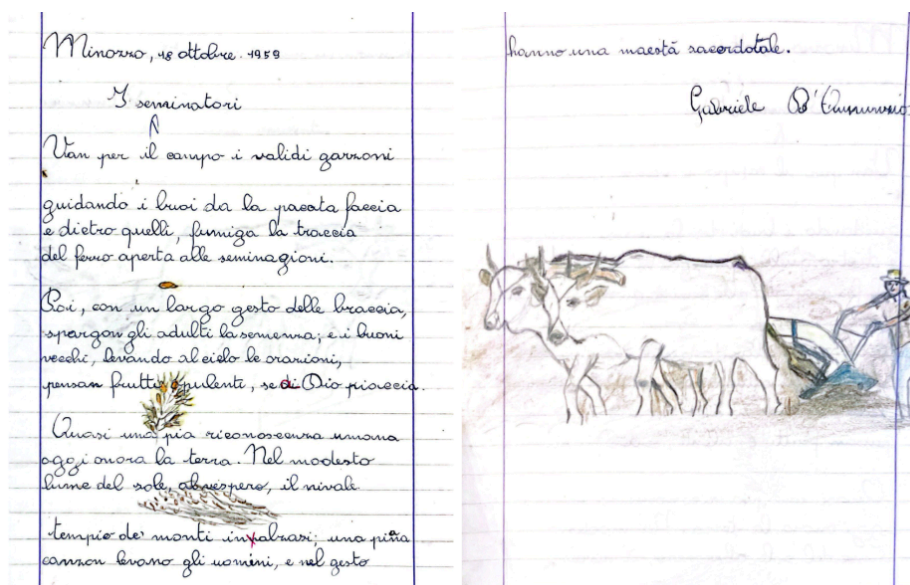 Minozzo, 18 ottobre. 1959
I seminatori
Van per il campo i validi garzoni
guidando i buoi da la pacata faccia
e dietro quelli, fumiga la traccia
del ferro aperta alle seminagioni.
Poi, con un largo gesto delle braccia,
spargon gli adulti la semenza; e i buoni
vecchi, levando al cielo le orazioni,
pensan frutti opulenti, se di Dio piaccia.
Quasi una pia riconoscenza umana
oggi onora la terra. Nel modesto
lume del sole, al vespero, il nivale
tempio de' monti inalbrasi; una piana
canzon levano gli uomini, e nel gesto
hanno una maestà sacerdotale.
Gabriele D'Annunzio.